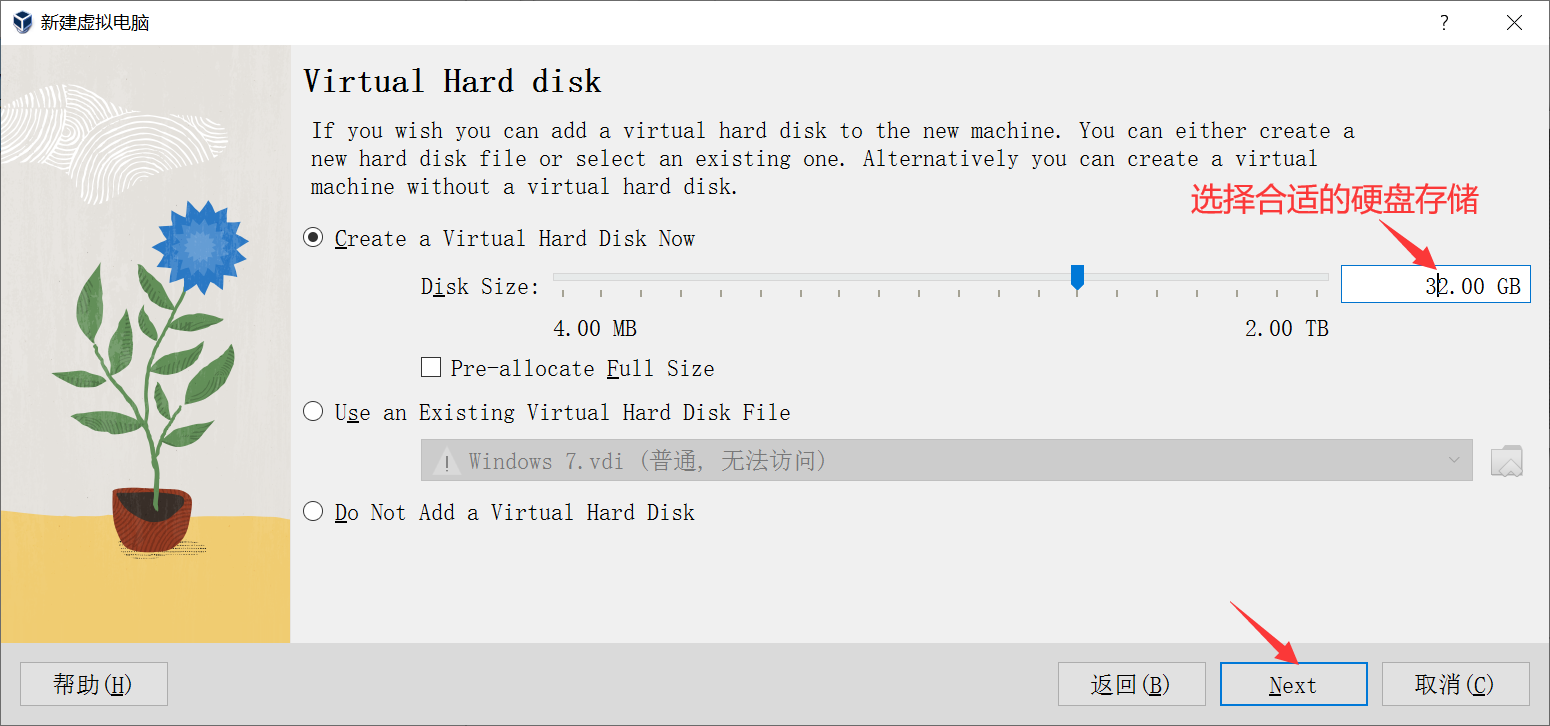 新建虚拟电脑
?
Virtual Hard disk
If you wish you can add a virtual hard disk to the new machine. You can either create a
new hard disk file or select an existing one. Alternatively you can create a virtual
machine without a virtual hard disk.
选择合适的硬盘存储
Create a Virtual Hard Disk Now
Disk Size:
32.00 GB
4.00 MB
2.00 TB
Pre-allocate Full Size
Use an Existing Virtual Hard Disk File
Windows 7.vdi (普通, 无法访问)
Do Not Add a Virtual Hard Disk
帮助(H)
返回(B)
Next
取消(C)